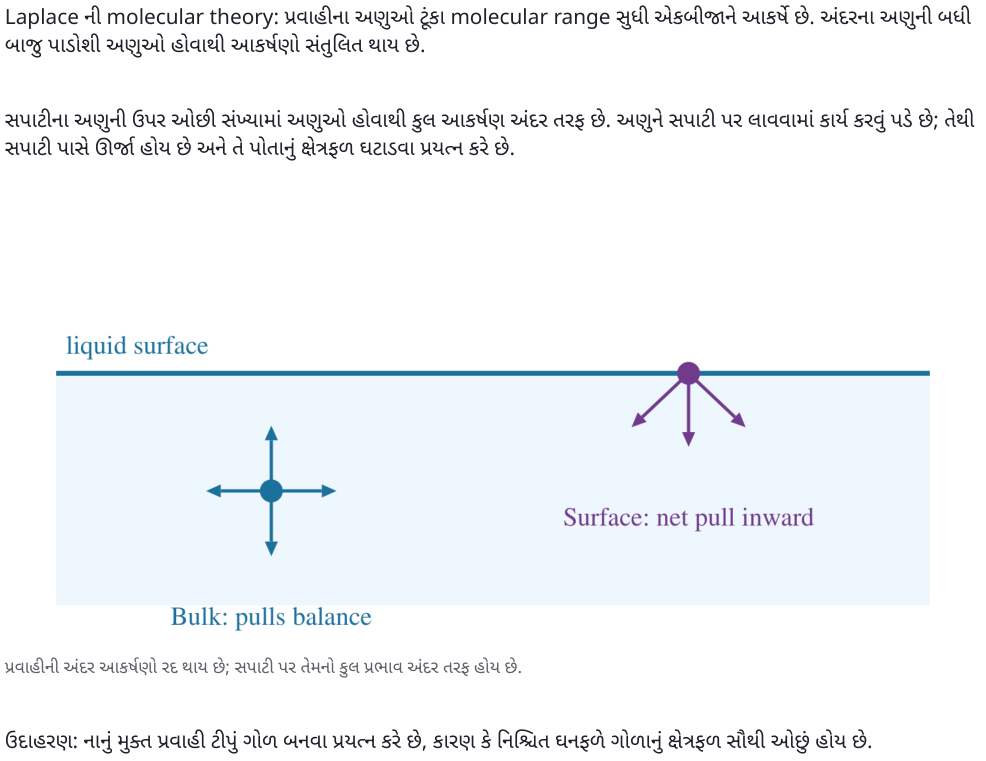 Laplace ની molecular theory: પ્રવાહીના અણુઓ ટૂંકા molecular range સુધી એકબીજાને આકર્ષે છે. અંદરના અણુની બધી
બાજુ પાડોશી અણુઓ હોવાથી આકર્ષણો સંતુલિત થાય છે.
સપાટીના અણુની ઉપર ઓછી સંખ્યામાં અણુઓ હોવાથી કુલ આકર્ષણ અંદર તરફ છે. અણુને સપાટી પર લાવવામાં કાર્ય કરવું પડે છે; તેથી
સપાટી પાસે ઊર્જા હોય છે અને તે પોતાનું ક્ષેત્રફળ ઘટાડવા પ્રયત્ન કરે છે.
liquid surface
Surface: net pull inward
Bulk: pulls balance
પ્રવાહીની અંદર આકર્ષણો રદ થાય છે; સપાટી પર તેમનો કુલ પ્રભાવ અંદર તરફ હોય છે.
ઉદાહરણ: નાનું મુક્ત પ્રવાહી ટીપું ગોળ બનવા પ્રયત્ન કરે છે, કારણ કે નિશ્ચિત ઘનફળે ગોળાનું ક્ષેત્રફળ સૌથી ઓછું હોય છે.